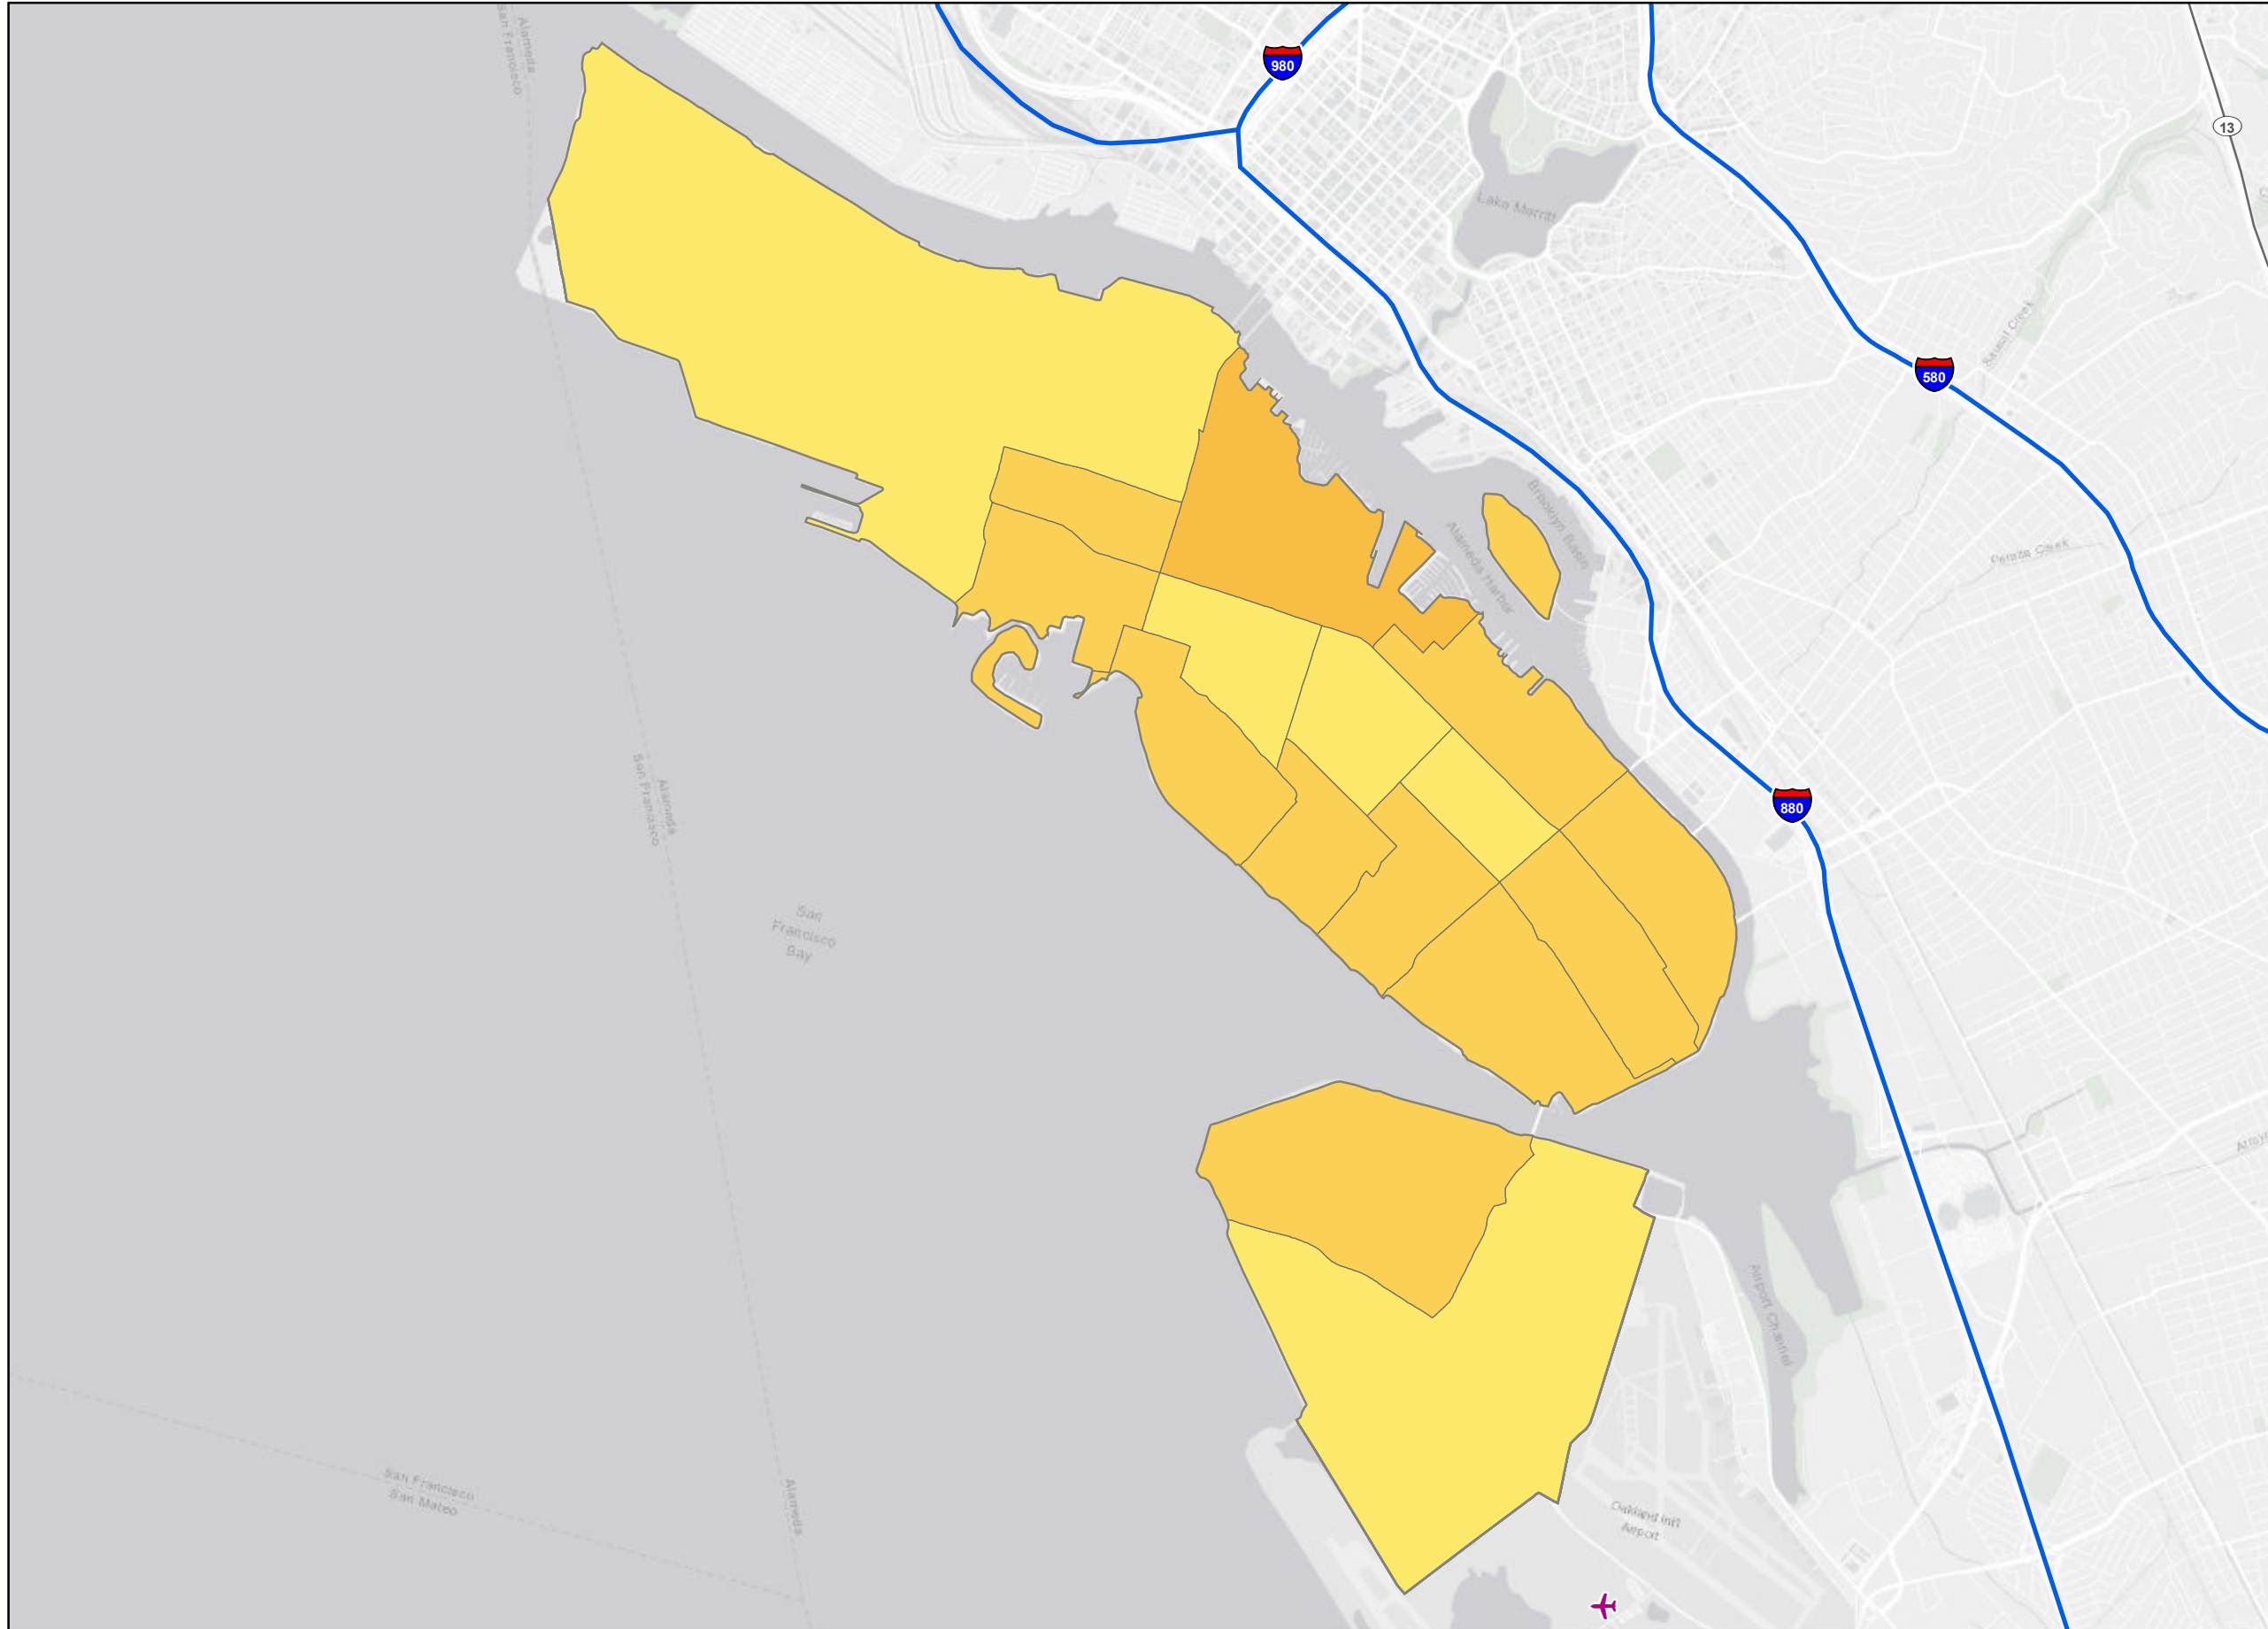 Alameda
San Francisco
980
13
Lake Merritt
580
Sausal Creek
Brooklyn Basin
Peralta Creek
Alameda Harbor
Alameda
San Francisco
880
San
Francisco
Bay
Airport Channel
San Francisco
San Mateo
Alameda
Oakland Int'l
Airport